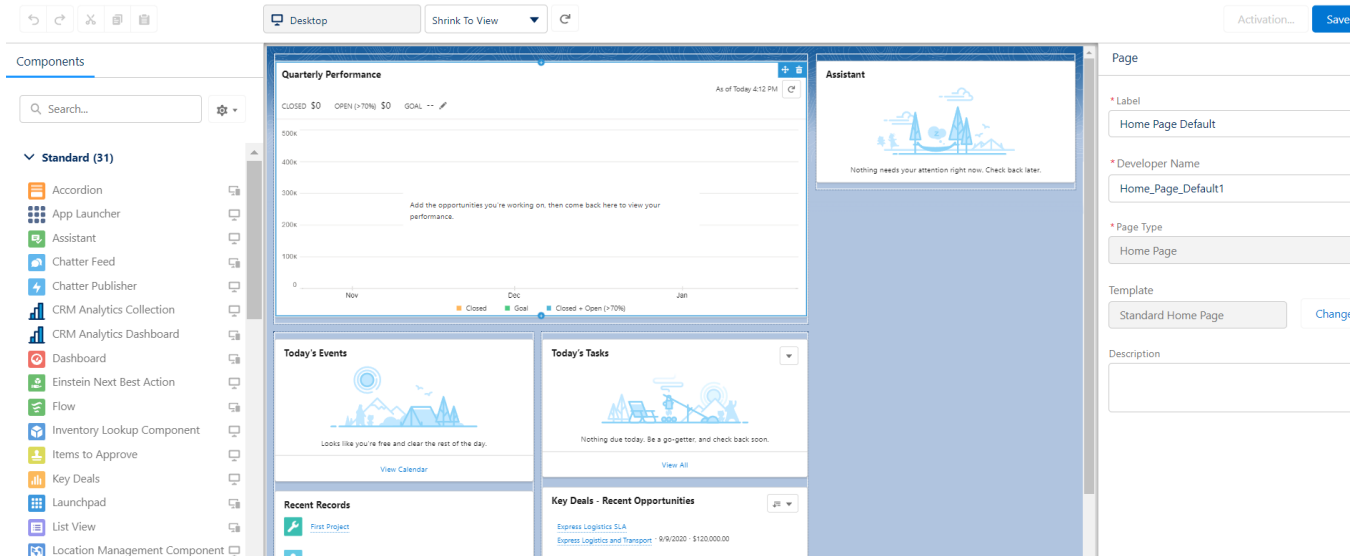 Desktop
Shrink To View
Activation...
Save
Components
Search...
Standard (31)
Accordion
App Launcher
Assistant
Chatter Feed
Chatter Publisher
CRM Analytics Collection
CRM Analytics Dashboard
Dashboard
Einstein Next Best Action
Flow
Inventory Lookup Component
Items to Approve
Key Deals
Launchpad
List View
Location Management Component
Quarterly Performance
As of Today 4:12 PM
CLOSED $0 OPEN (>70%) $0 GOAL --
500K
400K
300K
200K
100K
0
Add the opportunities you're working on, then come back here to view your
performance.
Nov Dec Jan
Closed Goal Closed + Open (>70%)
Assistant
Nothing needs your attention right now. Check back later.
Today's Events
Looks like you're free and clear the rest of the day.
View Calendar
Today's Tasks
Nothing due today. Be a go-getter, and check back soon.
View All
Recent Records
First Project
Key Deals - Recent Opportunities
Express Logistics SLA
Express Logistics and Transport · 9/9/2020 · $120,000.00
Page
* Label
Home Page Default
* Developer Name
Home_Page_Default1
* Page Type
Home Page
Template
Standard Home Page
Change
Description